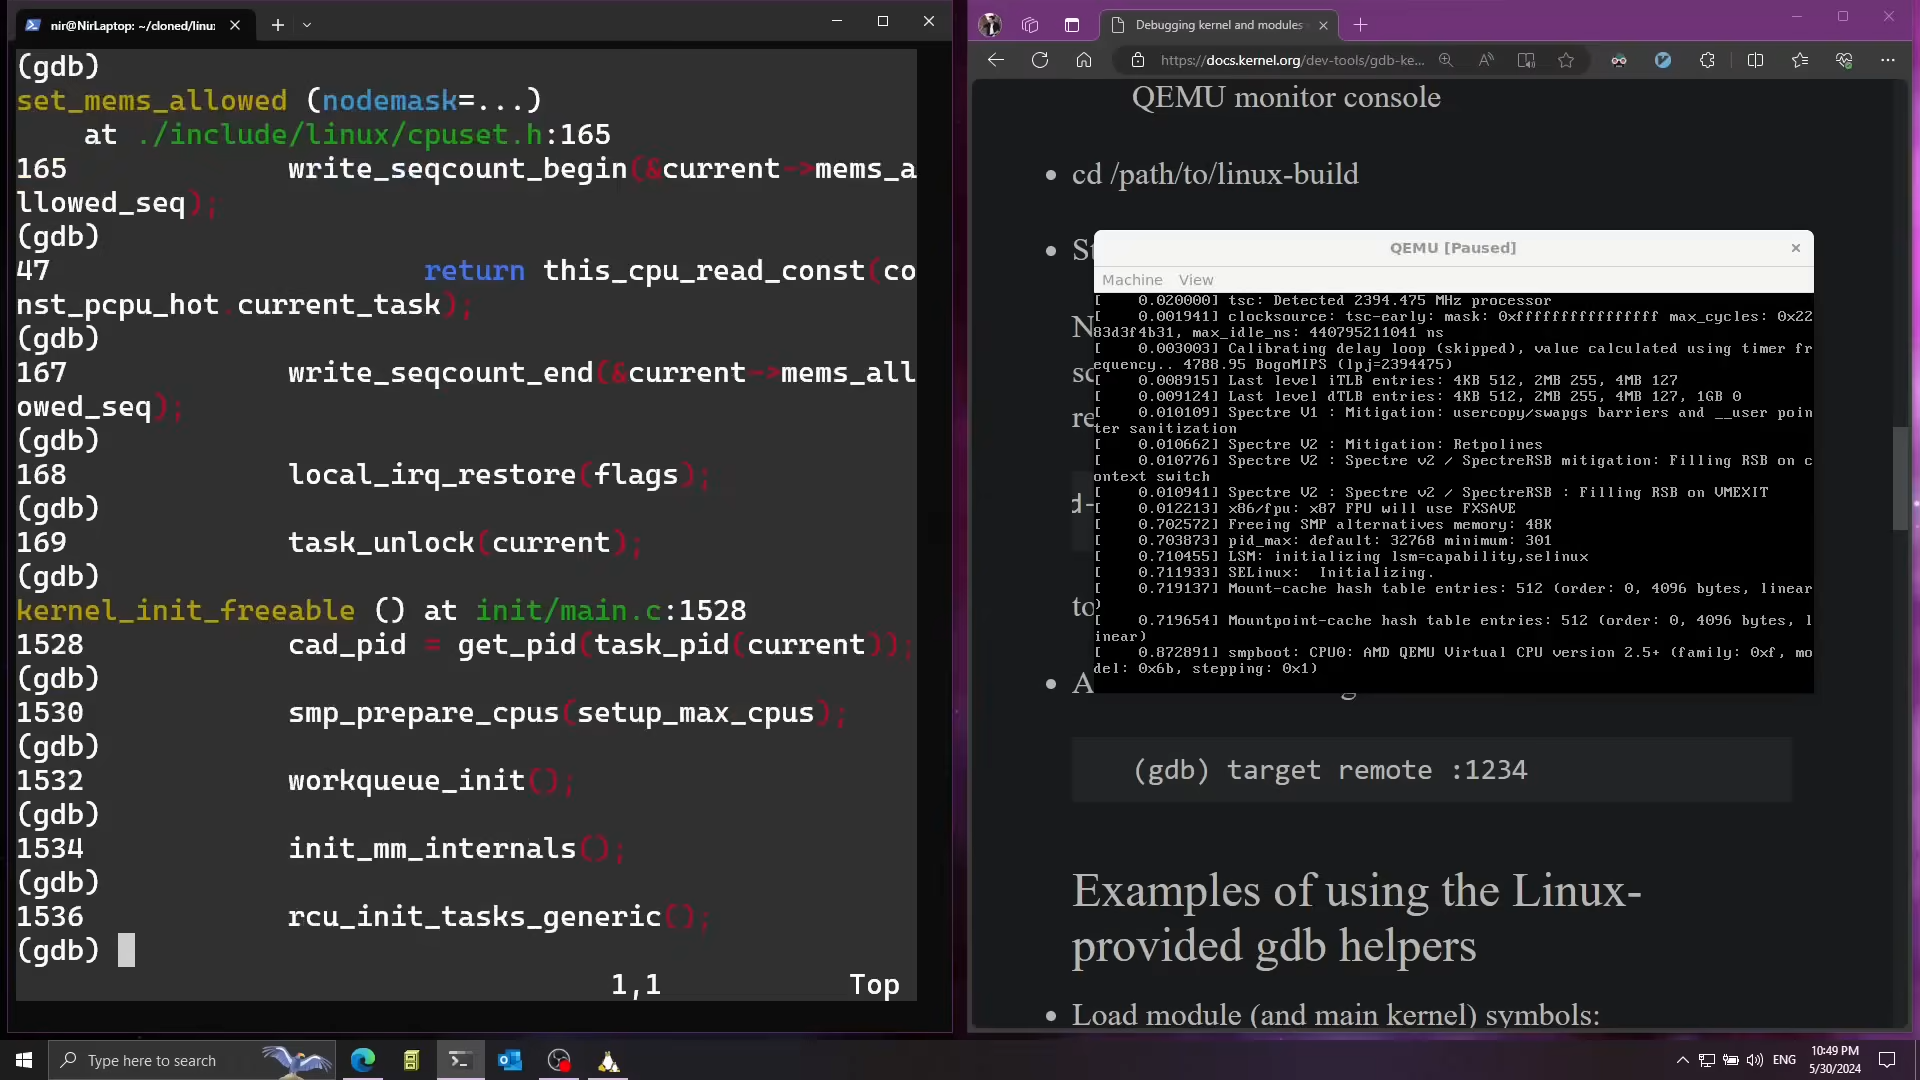 nir@NirLaptop: ~/cloned/linu
(gdb)
set_mems_allowed (nodemask=...)
at ./include/linux/cpuset.h:165
165 write_seqcount_begin(&current->mems_a
llowed_seq);
(gdb)
47 return this_cpu_read_const(co
nst_pcpu_hot.current_task);
(gdb)
167 write_seqcount_end(&current->mems_all
owed_seq);
(gdb)
168 local_irq_restore(flags);
(gdb)
169 task_unlock(current);
(gdb)
kernel_init_freeable () at init/main.c:1528
1528 cad_pid = get_pid(task_pid(current));
(gdb)
1530 smp_prepare_cpus(setup_max_cpus);
(gdb)
1532 workqueue_init();
(gdb)
1534 init_mm_internals();
(gdb)
1536 rcu_init_tasks_generic();
(gdb)
1,1 Top
Debugging kernel and modules
https://docs.kernel.org/dev-tools/gdb-ke...
QEMU monitor console
• cd /path/to/linux-build
QEMU [Paused]
Machine View
[ 0.020000] tsc: Detected 2394.475 MHz processor
[ 0.001941] clocksource: tsc-early: mask: 0xffffffffffffffff max_cycles: 0x22
83d3f4b31, max_idle_ns: 440795211041 ns
[ 0.003003] Calibrating delay loop (skipped), value calculated using timer fr
equency.. 4788.95 BogoMIPS (lpj=2394475)
[ 0.008915] Last level iTLB entries: 4KB 512, 2MB 255, 4MB 127
[ 0.009124] Last level dTLB entries: 4KB 512, 2MB 255, 4MB 127, 1GB 0
[ 0.010109] Spectre V1 : Mitigation: usercopy/swapgs barriers and __user poin
ter sanitization
[ 0.010662] Spectre V2 : Mitigation: Retpolines
[ 0.010776] Spectre V2 : Spectre v2 / SpectreRSB mitigation: Filling RSB on c
ontext switch
[ 0.010941] Spectre V2 : Spectre v2 / SpectreRSB : Filling RSB on VMEXIT
[ 0.012213] x86/fpu: x87 FPU will use FXSAVE
[ 0.702572] Freeing SMP alternatives memory: 48K
[ 0.703873] pid_max: default: 32768 minimum: 301
[ 0.710455] LSM: initializing lsm=capability,selinux
[ 0.711933] SELinux:  Initializing.
[ 0.719137] Mount-cache hash table entries: 512 (order: 0, 4096 bytes, linear
)
[ 0.719654] Mountpoint-cache hash table entries: 512 (order: 0, 4096 bytes, l
inear)
[ 0.872891] smpboot: CPU0: AMD QEMU Virtual CPU version 2.5+ (family: 0xf, mo
del: 0x6b, stepping: 0x1)
(gdb) target remote :1234
Examples of using the Linux-
provided gdb helpers
• Load module (and main kernel) symbols:
Type here to search
ENG
10:49 PM
5/30/2024